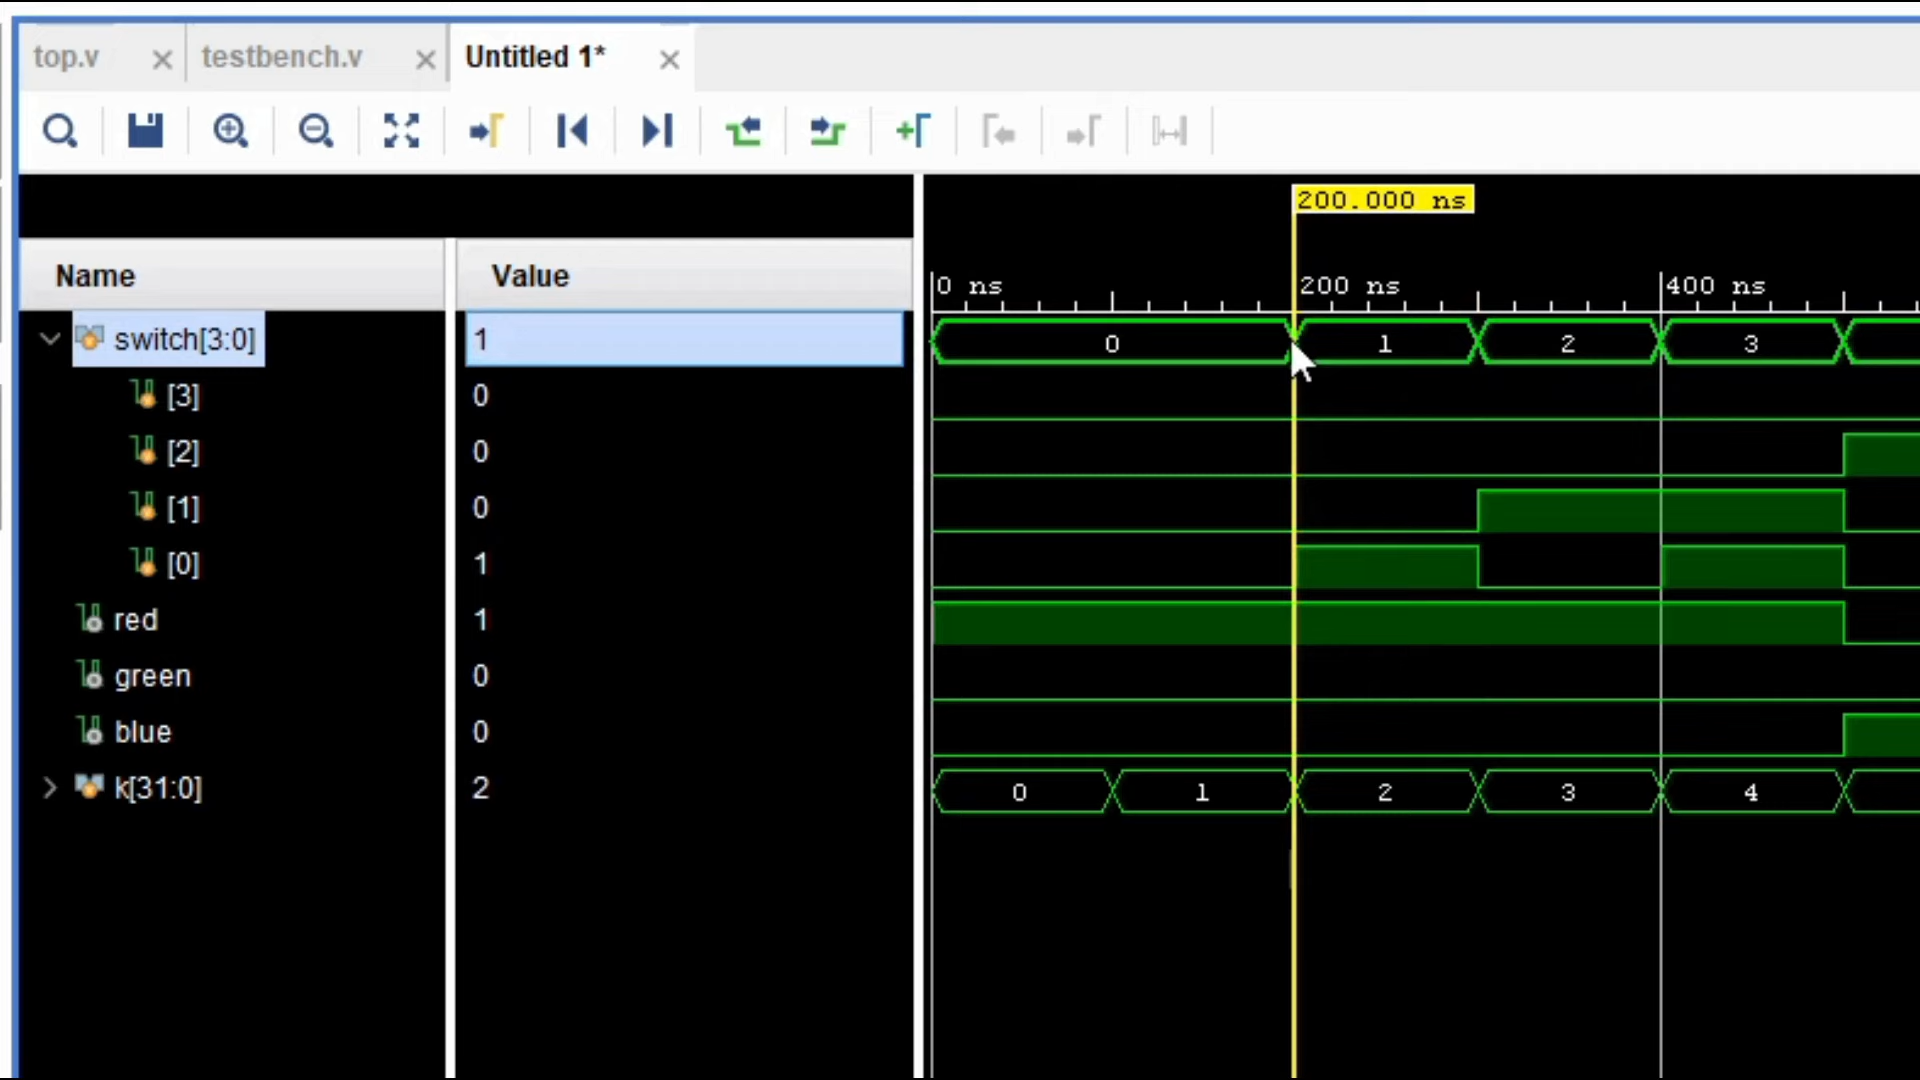 top.v testbench.v Untitled 1*
200.000 ns
Name Value 0 ns 200 ns 400 ns
switch[3:0] 1 0 1 2 3
[3] 0
[2] 0
[1] 0
[0] 1
red 1
green 0
blue 0
k[31:0] 2 0 1 2 3 4